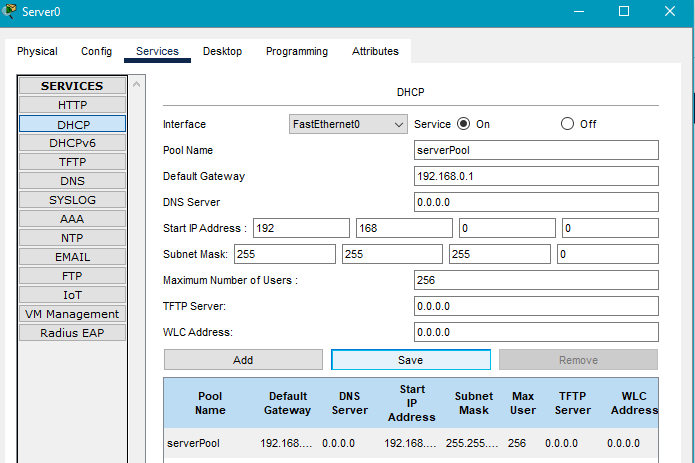 Server0
Physical Config Services Desktop Programming Attributes
SERVICES
HTTP
DHCP
DHCPv6
TFTP
DNS
SYSLOG
AAA
NTP
EMAIL
FTP
IoT
VM Management
Radius EAP
DHCP
Interface FastEthernet0 Service On Off
Pool Name serverPool
Default Gateway 192.168.0.1
DNS Server 0.0.0.0
Start IP Address : 192 168 0 0
Subnet Mask: 255 255 255 0
Maximum Number of Users : 256
TFTP Server: 0.0.0.0
WLC Address: 0.0.0.0
Add Save Remove
Pool Name Default Gateway DNS Server Start IP Address Subnet Mask Max User TFTP Server WLC Address
serverPool 192.168.... 0.0.0.0 192.168.... 255.255.... 256 0.0.0.0 0.0.0.0